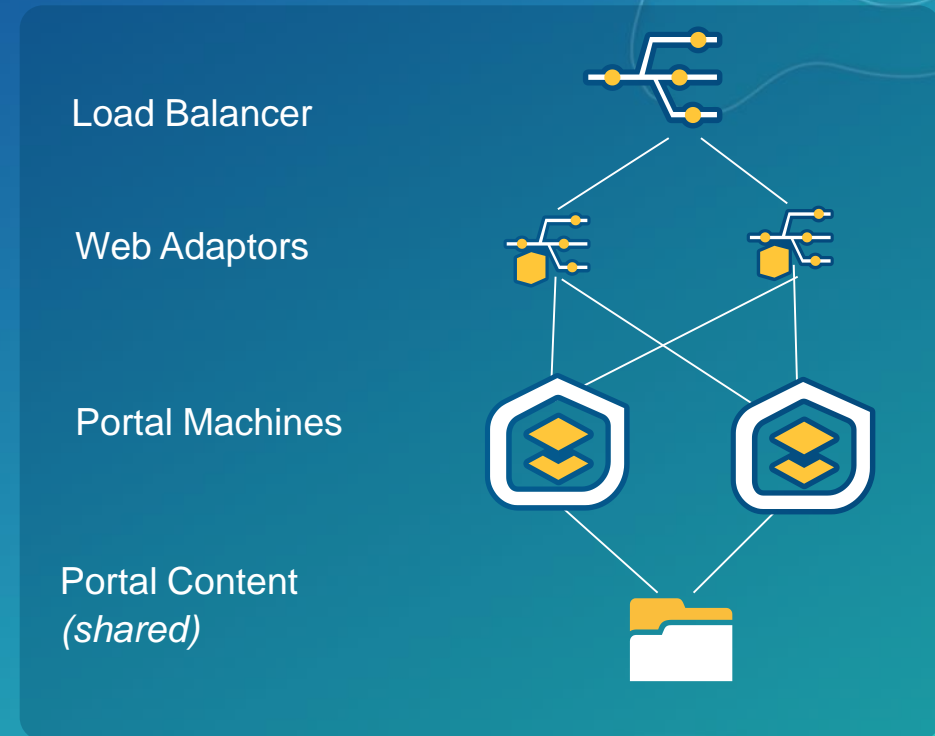 Load Balancer
Web Adaptors
Portal Machines
Portal Content
(shared)